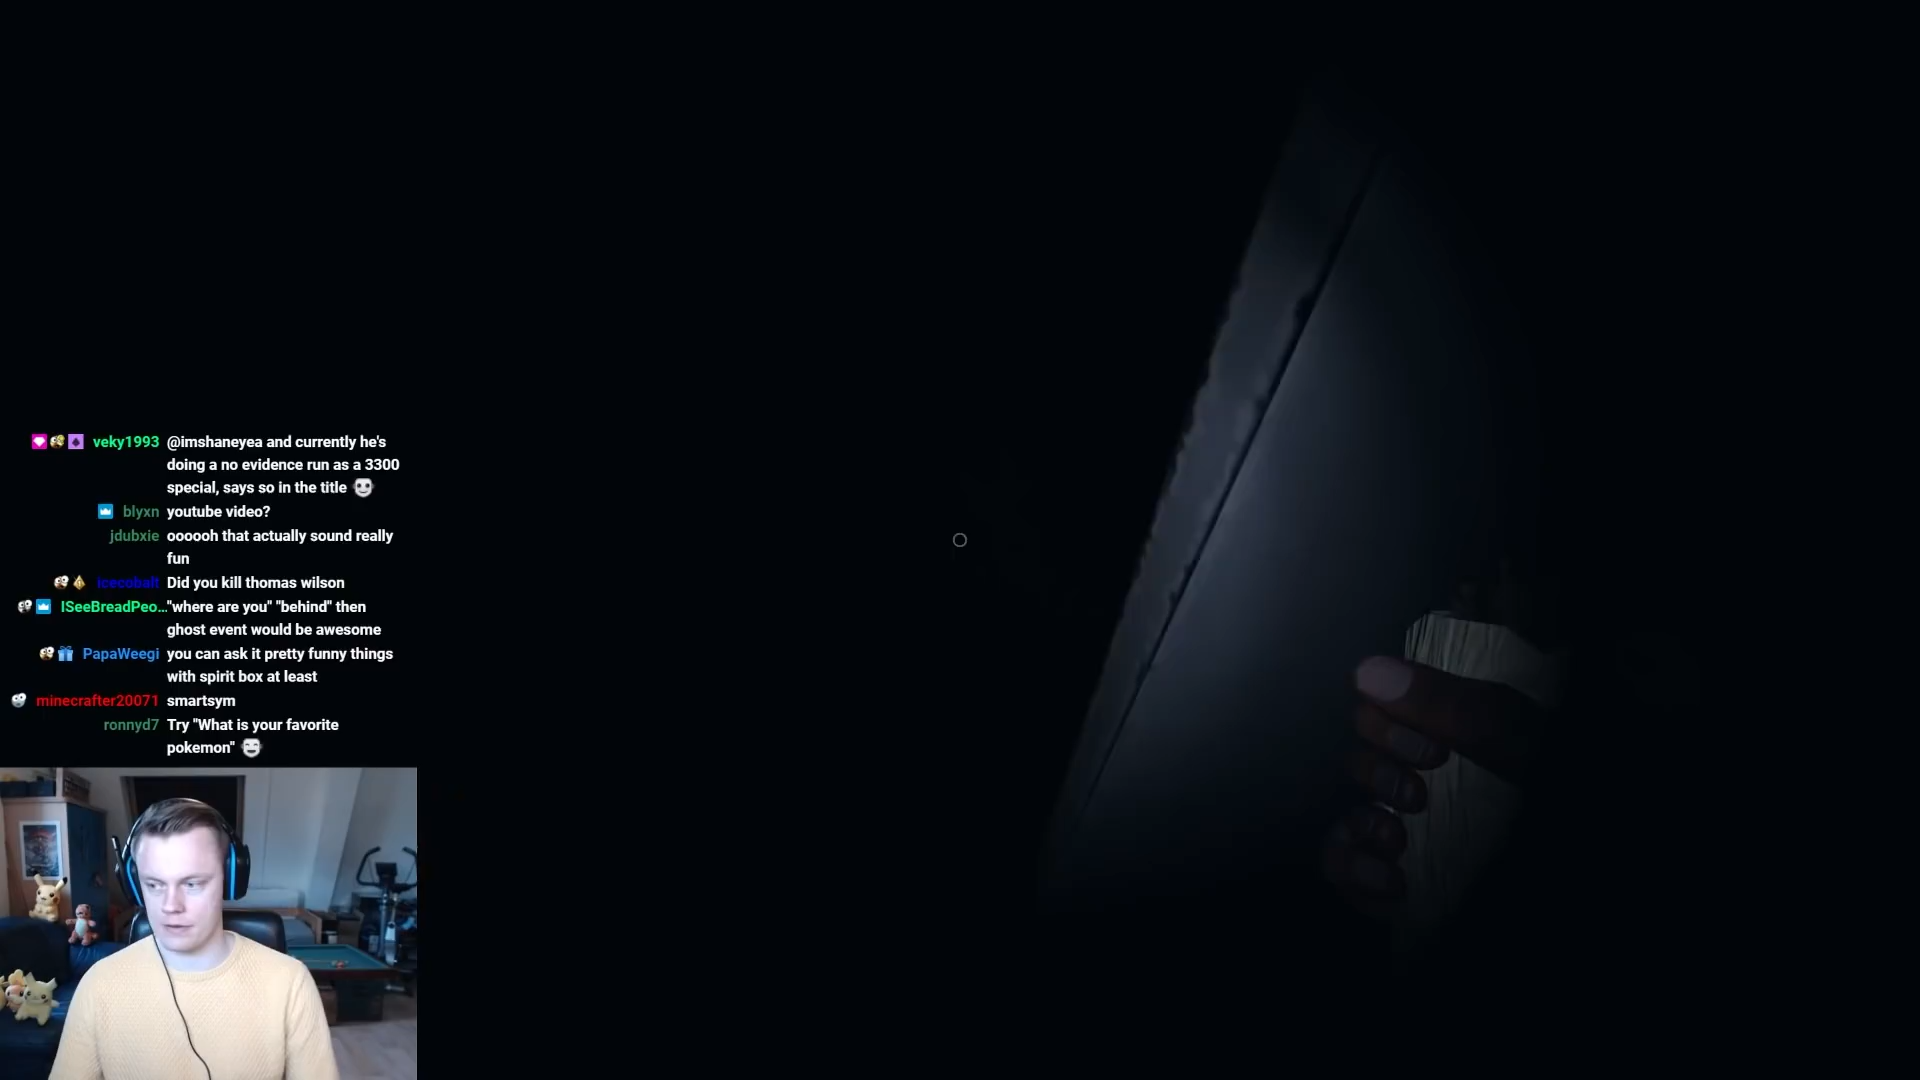 veky1993 @imshaneyea and currently he's
doing a no evidence run as a 3300
special, says so in the title
blyxn youtube video?
jdubxie oooooh that actually sound really
fun
icecobalt Did you kill thomas wilson
ISeeBreadPeo... "where are you" "behind" then
ghost event would be awesome
PapaWeegi you can ask it pretty funny things
with spirit box at least
minecrafter20071 smartsym
ronnyd7 Try "What is your favorite
pokemon"